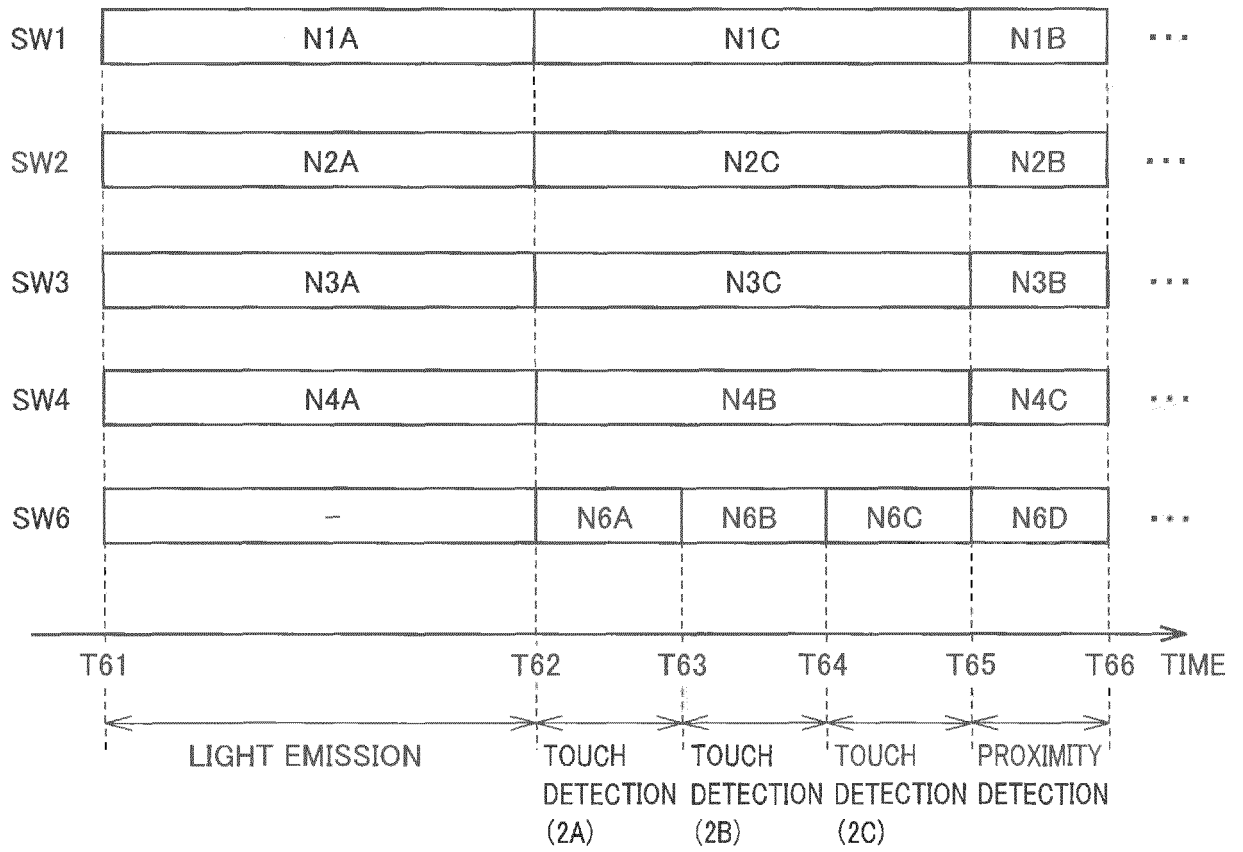 SW1 N1A N1C N1B ...
SW2 N2A N2C N2B ...
SW3 N3A N3C N3B ...
SW4 N4A N4B N4C ...
SW6 - N6A N6B N6C N6D ...
T61 T62 T63 T64 T65 T66 TIME
LIGHT EMISSION TOUCH TOUCH TOUCH PROXIMITY
DETECTION DETECTION DETECTION DETECTION
(2A) (2B) (2C)